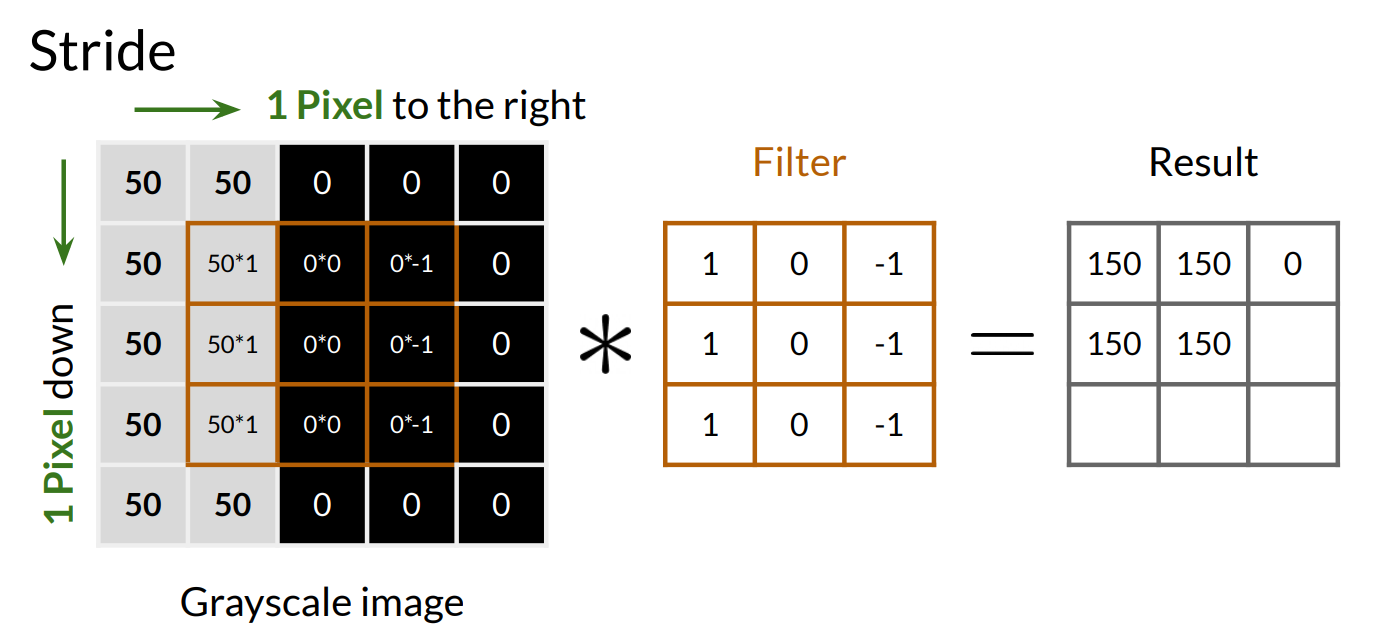 Stride
1 Pixel to the right
1 Pixel down
50 50 0 0 0
50 50*1 0*0 0*-1 0
50 50*1 0*0 0*-1 0
50 50*1 0*0 0*-1 0
50 50 0 0 0
Grayscale image
*
Filter
1 0 -1
1 0 -1
1 0 -1
=
Result
150 150 0
150 150